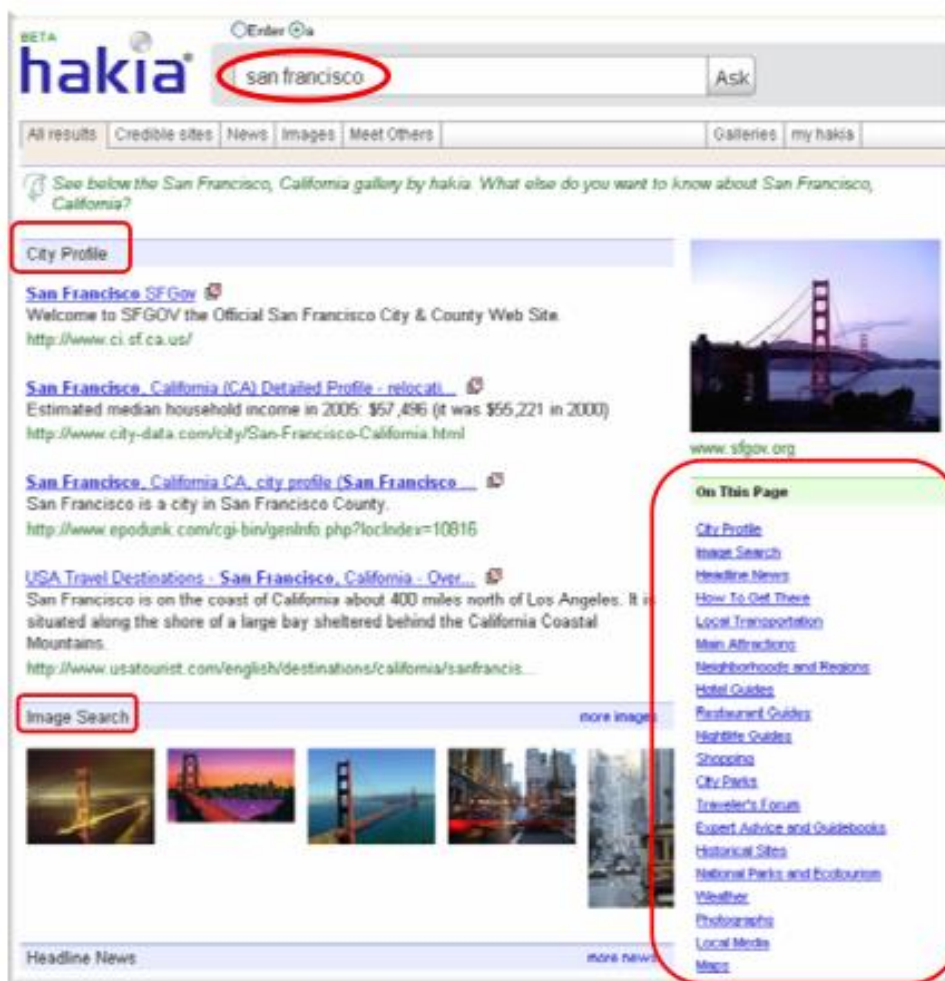 BETA
Enter a
hakia
san francisco
Ask
All results Credible sites News Images Meet Others Galleries my hakia
See below the San Francisco, California gallery by hakia. What else do you want to know about San Francisco,
California?
City Profile
San Francisco SFGov
Welcome to SFGOV the Official San Francisco City & County Web Site.
http://www.ci.sf.ca.us/
San Francisco, California (CA) Detailed Profile - relocati...
Estimated median household income in 2005: $57,496 (it was $55,221 in 2000)
http://www.city-data.com/city/San-Francisco-California.html
San Francisco, California CA, city profile (San Francisco ...
San Francisco is a city in San Francisco County.
http://www.epodunk.com/cgi-bin/genInfo.php?locIndex=10816
USA Travel Destinations - San Francisco, California - Over...
San Francisco is on the coast of California about 400 miles north of Los Angeles. It is
situated along the shore of a large bay sheltered behind the California Coastal
Mountains.
http://www.usatourist.com/english/destinations/california/sanfrancis...
Image Search more images
Headline News more news
www.sfgov.org
On This Page
City Profile
Image Search
Headline News
How To Get There
Local Transportation
Main Attractions
Neighborhoods and Regions
Hotel Guides
Restaurant Guides
Nightlife Guides
Shopping
City Parks
Traveler's Forum
Expert Advice and Guidebooks
Historical Sites
National Parks and Ecotourism
Weather
Photographs
Local Media
Maps